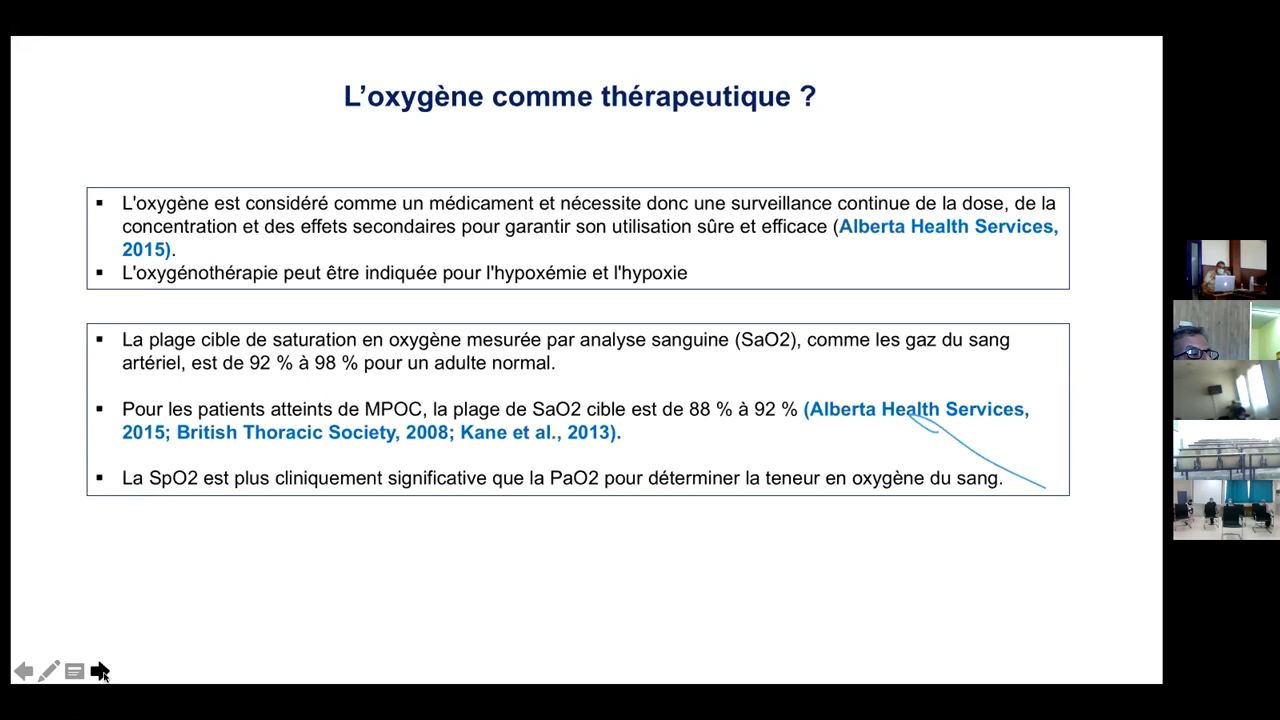 L’oxygène comme thérapeutique ?
▪ L'oxygène est considéré comme un médicament et nécessite donc une surveillance continue de la dose, de la
concentration et des effets secondaires pour garantir son utilisation sûre et efficace (Alberta Health Services,
2015).
▪ L'oxygénothérapie peut être indiquée pour l'hypoxémie et l'hypoxie
▪ La plage cible de saturation en oxygène mesurée par analyse sanguine (SaO2), comme les gaz du sang
artériel, est de 92 % à 98 % pour un adulte normal.
▪ Pour les patients atteints de MPOC, la plage de SaO2 cible est de 88 % à 92 % (Alberta Health Services,
2015; British Thoracic Society, 2008; Kane et al., 2013).
▪ La SpO2 est plus cliniquement significative que la PaO2 pour déterminer la teneur en oxygène du sang.